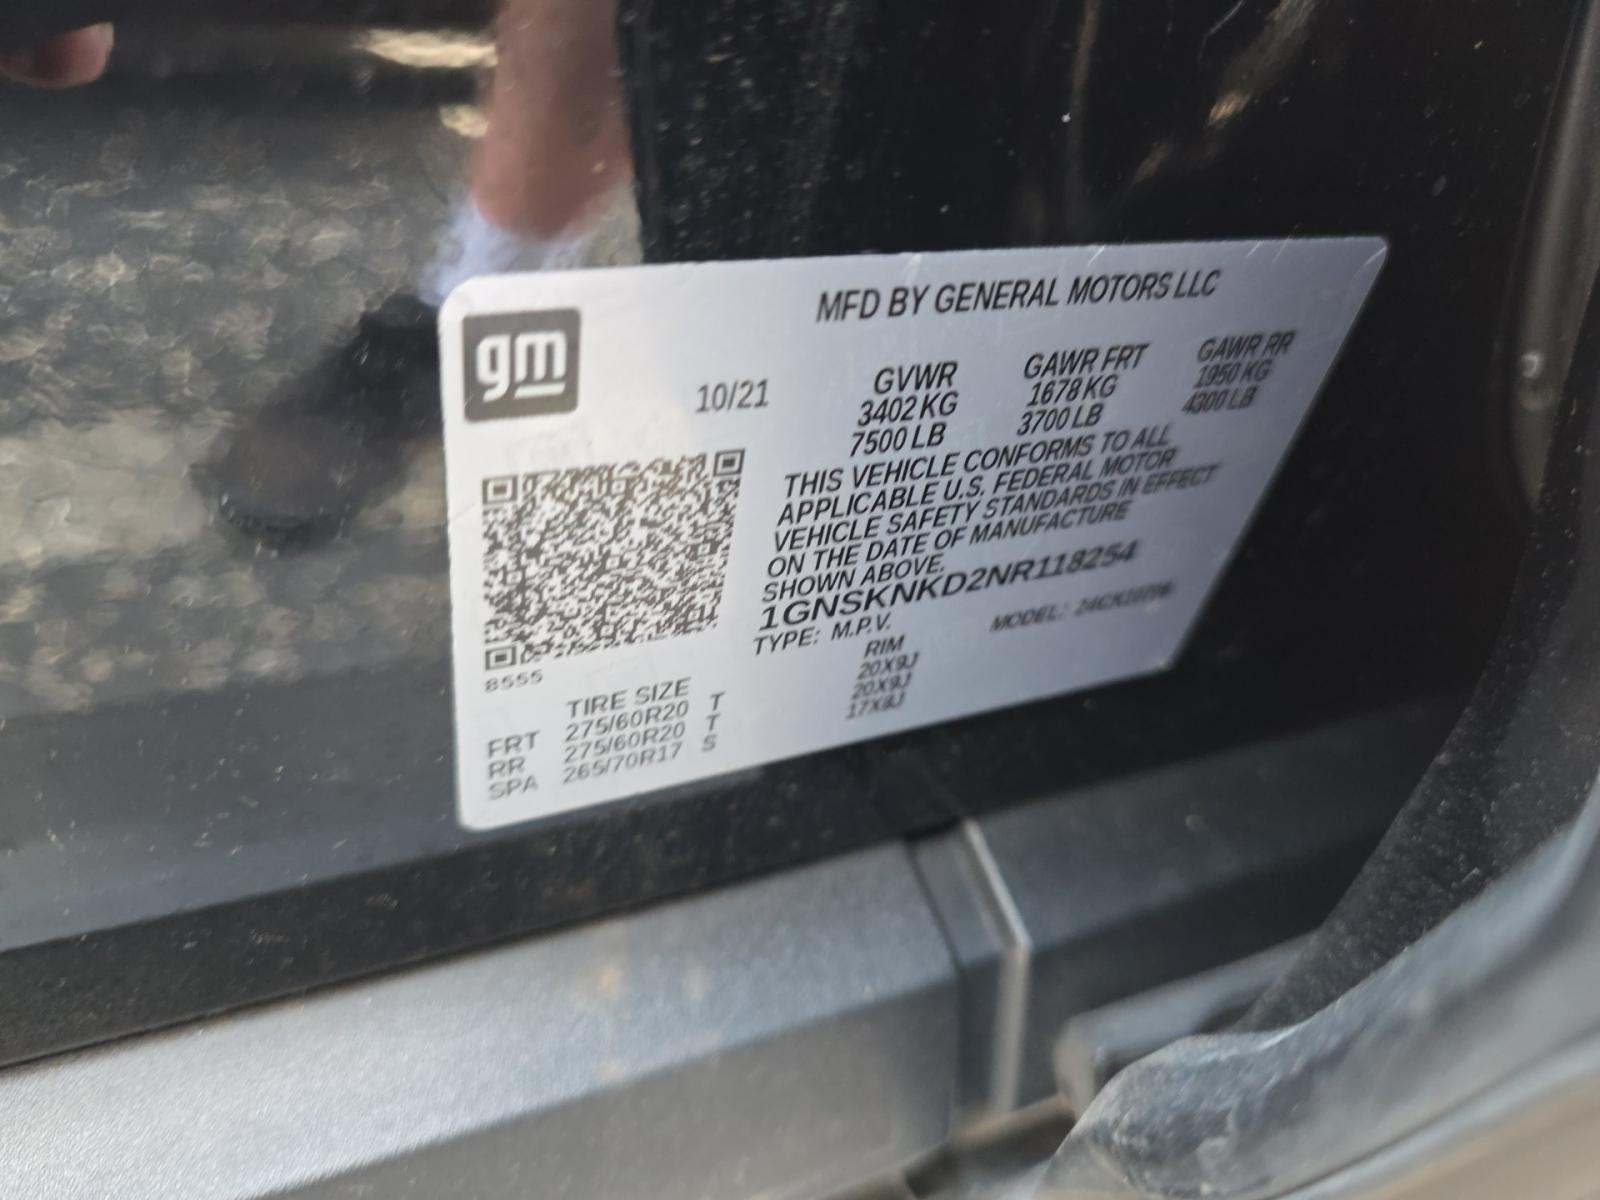 MFD BY GENERAL MOTORS LLC
gm
10/21
GVWR GAWR FRT GAWR RR
3402 KG 1678 KG 1950 KG
7500 LB 3700 LB 4300 LB
THIS VEHICLE CONFORMS TO ALL
APPLICABLE U.S. FEDERAL MOTOR
VEHICLE SAFETY STANDARDS IN EFFECT
ON THE DATE OF MANUFACTURE
SHOWN ABOVE.
1GNSKNKD2NR118254
TYPE: M.P.V. MODEL:
8555
TIRE SIZE RIM
FRT 275/60R20 T 20X9J
RR 275/60R20 T 20X9J
SPA 265/70R17 S 17X8J